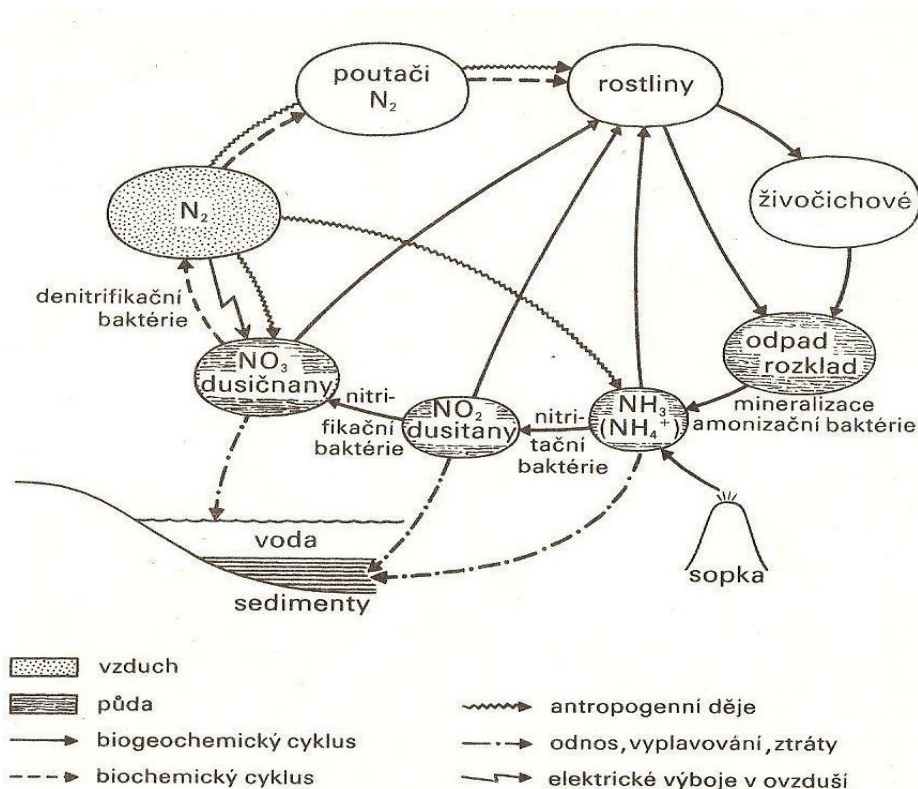 poutači
N₂
rostliny
N₂
živočichové
denitrifikační
baktérie
NO₃
dusičnany
odpad
rozklad
nitri-
fikační
baktérie
NO₂
dusitany
nitri-
tační
baktérie
NH₃
(NH₄⁺)
mineralizace
amonizační baktérie
voda
sedimenty
sopka
vzduch
půda
biogeochemický cyklus
biochemický cyklus
antropogenní děje
odnos, vyplavování, ztráty
elektrické výboje v ovzduší